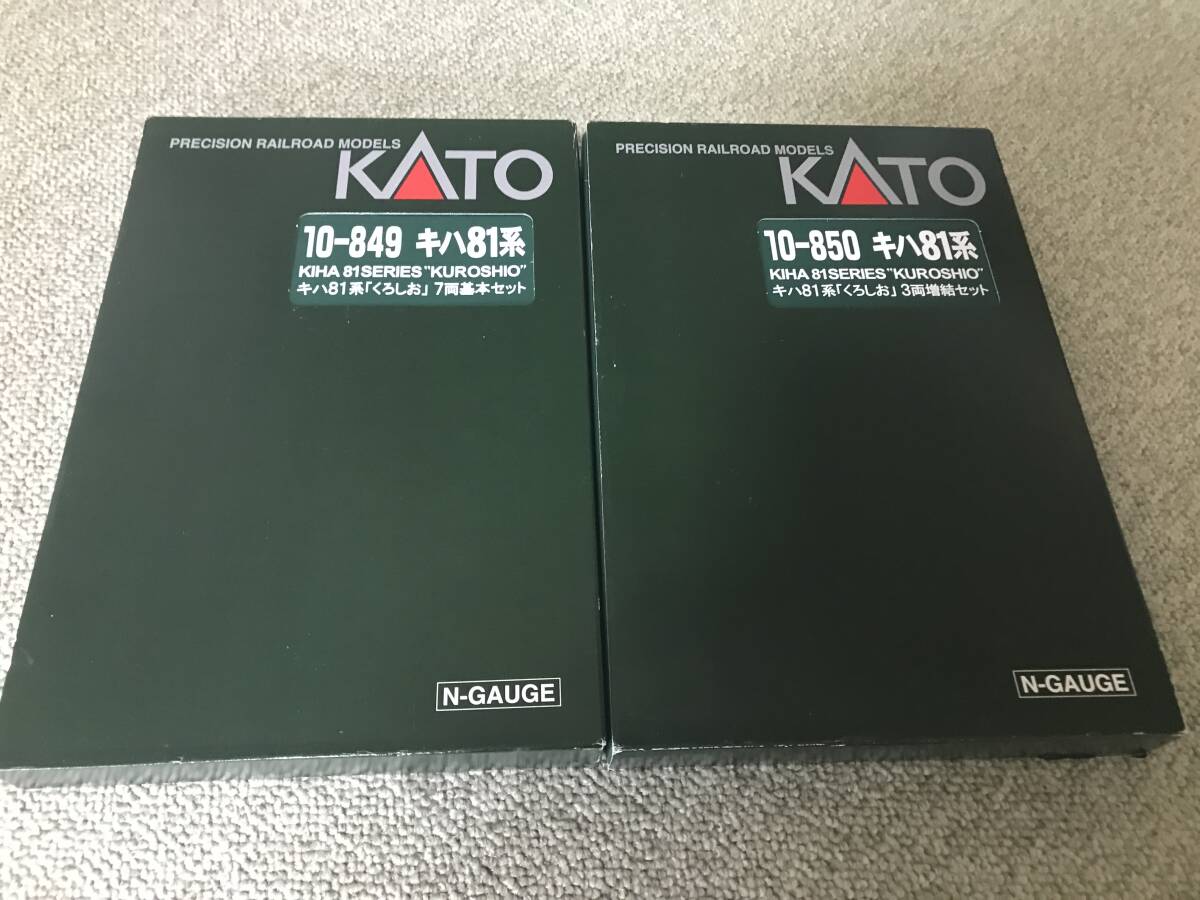 PRECISION RAILROAD MODELS
KATO
10-849 キハ81系
KIHA 81SERIES "KUROSHIO"
キハ81系「くろしお」 7両基本セット
N-GAUGE
PRECISION RAILROAD MODELS
KATO
10-850 キハ81系
KIHA 81SERIES "KUROSHIO"
キハ81系「くろしお」 3両増結セット
N-GAUGE